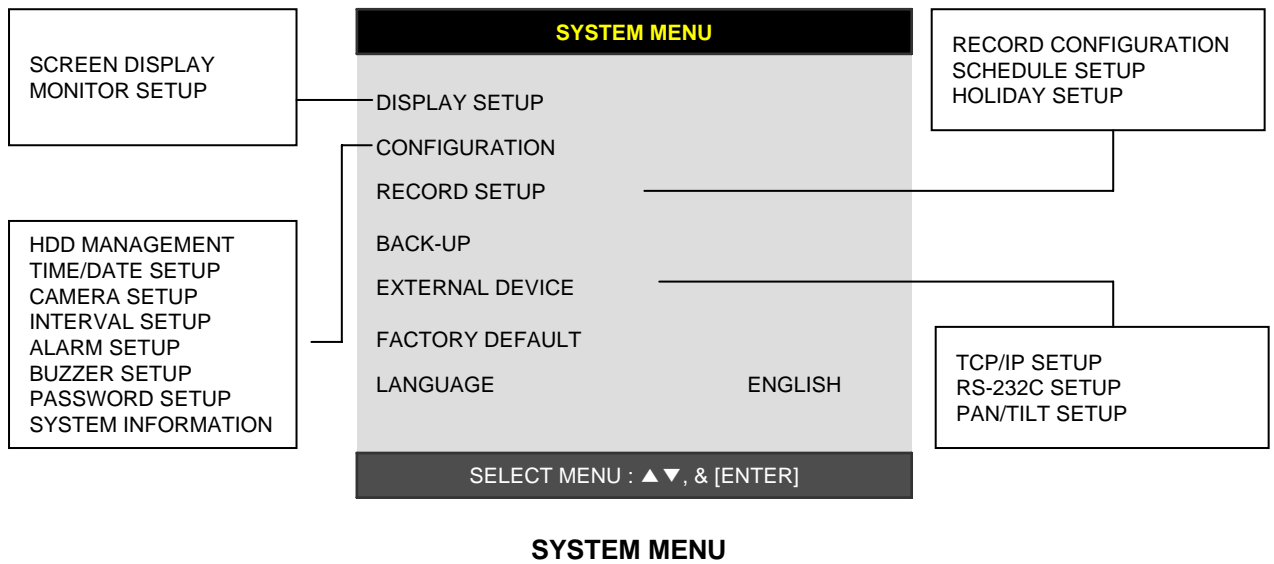 SCREEN DISPLAY
MONITOR SETUP
HDD MANAGEMENT
TIME/DATE SETUP
CAMERA SETUP
INTERVAL SETUP
ALARM SETUP
BUZZER SETUP
PASSWORD SETUP
SYSTEM INFORMATION
SYSTEM MENU
DISPLAY SETUP
CONFIGURATION
RECORD SETUP
BACK-UP
EXTERNAL DEVICE
FACTORY DEFAULT
LANGUAGE ENGLISH
SELECT MENU : ▲▼, & [ENTER]
RECORD CONFIGURATION
SCHEDULE SETUP
HOLIDAY SETUP
TCP/IP SETUP
RS-232C SETUP
PAN/TILT SETUP
SYSTEM MENU